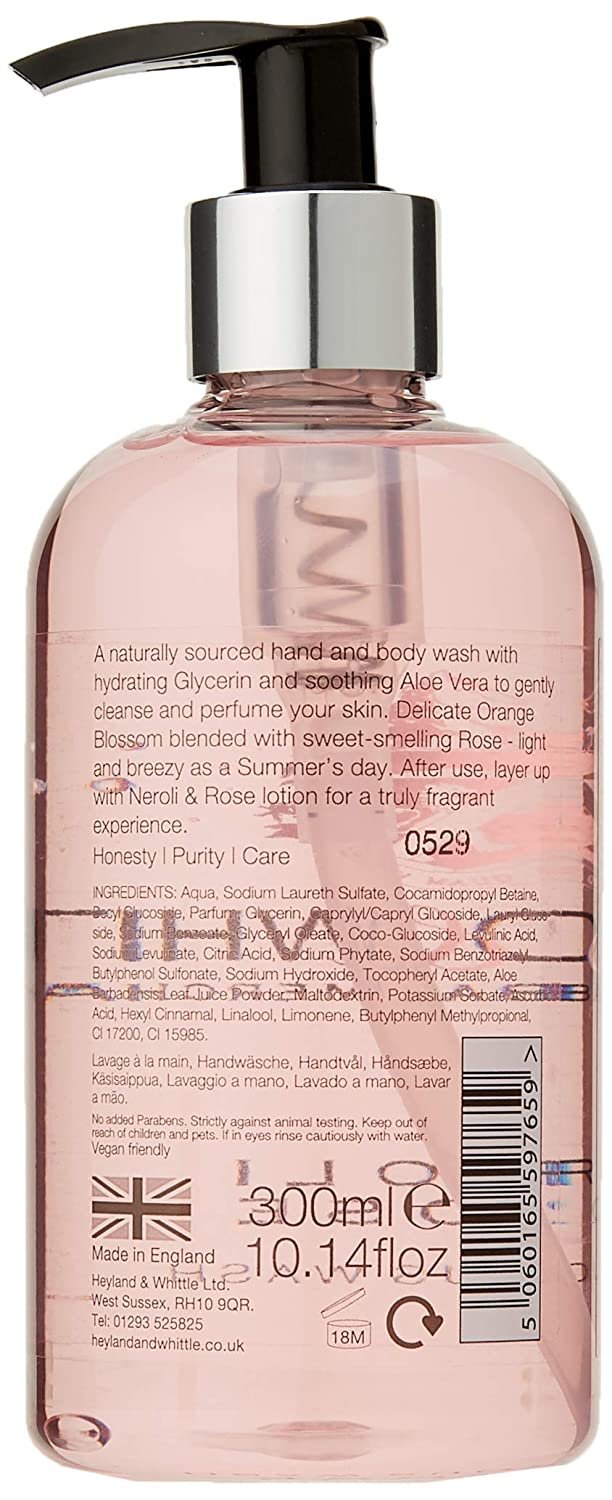 A naturally sourced hand and body wash with
hydrating Glycerin and soothing Aloe Vera to gently
cleanse and perfume your skin. Delicate Orange
Blossom blended with sweet-smelling Rose - light
and breezy as a Summer's day. After use, layer up
with Neroli & Rose lotion for a truly fragrant
experience.
0529
Honesty | Purity | Care
INGREDIENTS: Aqua, Sodium Laureth Sulfate, Cocamidopropyl Betaine,
Decyl Glucoside, Parfum, Glycerin, Caprylyl/Capryl Glucoside, Lauryl Gluco-
side, Sodium Benzoate, Glyceryl Oleate, Coco-Glucoside, Levulinic Acid,
Sodium Levulinate, Citric Acid, Sodium Phytate, Sodium Benzotriazolyl
Butylphenol Sulfonate, Sodium Hydroxide, Tocopheryl Acetate, Aloe
Barbadensis Leaf Juice Powder, Maltodextrin, Potassium Sorbate, Ascorbic
Acid, Hexyl Cinnamal, Linalool, Limonene, Butylphenyl Methylpropional,
CI 17200, CI 15985.
Lavage à la main, Handwäsche, Handtvål, Håndsæbe,
Käsisaippua, Lavaggio a mano, Lavado a mano, Lavar
a mão.
No added Parabens. Strictly against animal testing. Keep out of
reach of children and pets. If in eyes rinse cautiously with water.
Vegan friendly
Made in England
Heyland & Whittle Ltd.
West Sussex, RH10 9QR.
Tel: 01293 525825
heylandandwhittle.co.uk
300ml e
10.14floz
18M
5 060165 597659 >